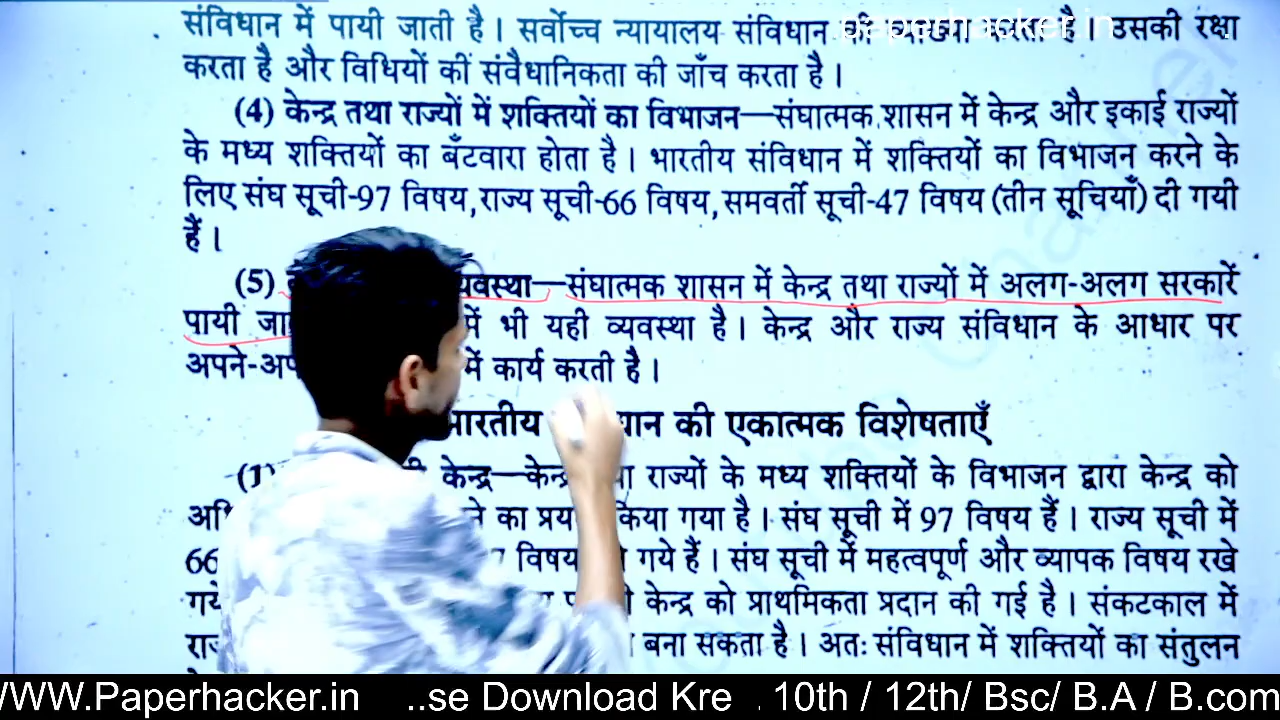 संविधान में पायी जाती है। सर्वोच्च न्यायालय संविधान की व्याख्या करता है। उसकी रक्षा
paperhacker.in
करता है और विधियों कीं संवैधानिकता की जाँच करता है।
(4) केन्द्र तथा राज्यों में शक्तियों का विभाजन—संघात्मक शासन में केन्द्र और इकाई राज्यों
के मध्य शक्तियों का बँटवारा होता है। भारतीय संविधान में शक्तियों का विभाजन करने के
लिए संघ सूची-97 विषय, राज्य सूची-66 विषय, समवर्ती सूची-47 विषय (तीन सूचियाँ) दी गयी
हैं।
(5) यवस्था—संघात्मक शासन में केन्द्र तथा राज्यों में अलग-अलग सरकारें
पायी जा में भी यही व्यवस्था है। केन्द्र और राज्य संविधान के आधार पर
अपने-अप में कार्य करती है।
भारतीय धान की एकात्मक विशेषताएँ
(1) केन्द्र—केन्द्र राज्यों के मध्य शक्तियों के विभाजन द्वारा केन्द्र को
का प्रय किया गया है। संघ सूची में 97 विषय हैं। राज्य सूची में
66 विषय गये हैं। संघ सूची में महत्वपूर्ण और व्यापक विषय रखे
गये केन्द्र को प्राथमिकता प्रदान की गई है। संकटकाल में
बना सकता है। अतः संविधान में शक्तियों का संतुलन
WWW.Paperhacker.in ..se Download Kre 10th / 12th/ Bsc/ B.A / B.com